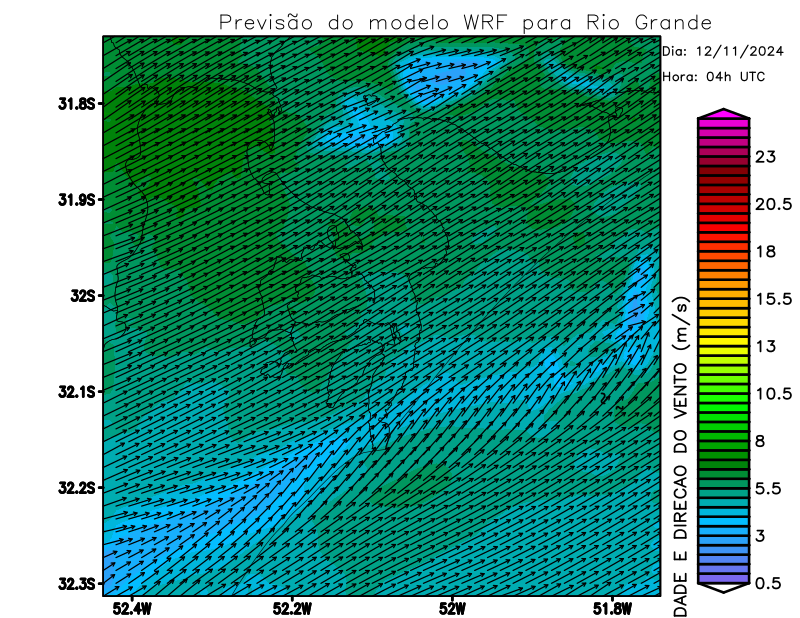 Previsão do modelo WRF para Rio Grande
Dia: 12/11/2024
Hora: 04h UTC
31.8S
31.9S
32S
32.1S
32.2S
32.3S
52.4W
52.2W
52W
51.8W
23
20.5
18
15.5
13
10.5
8
5.5
3
0.5
DADE E DIRECAO DO VENTO (m/s)